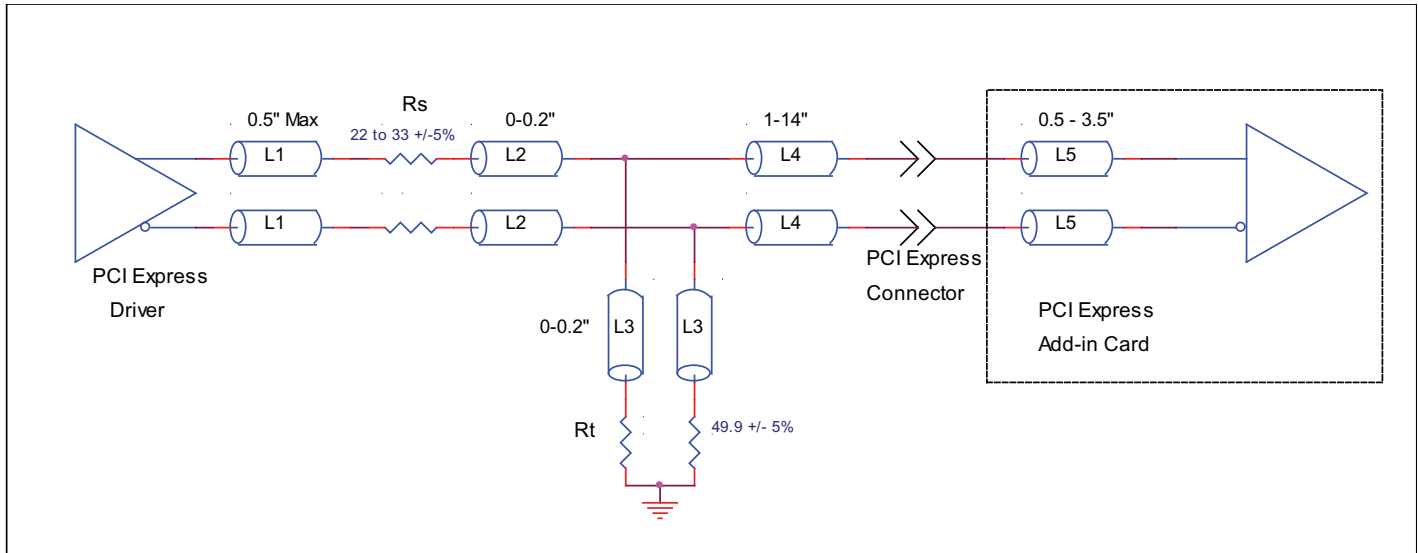 Rs
0.5" Max
22 to 33 +/-5%
0-0.2"
1-14"
0.5 - 3.5"
L1
L2
L4
L5
L1
L2
L4
L5
PCI Express
Driver
PCI Express
Connector
PCI Express
Add-in Card
0-0.2"
L3
L3
Rt
49.9 +/- 5%